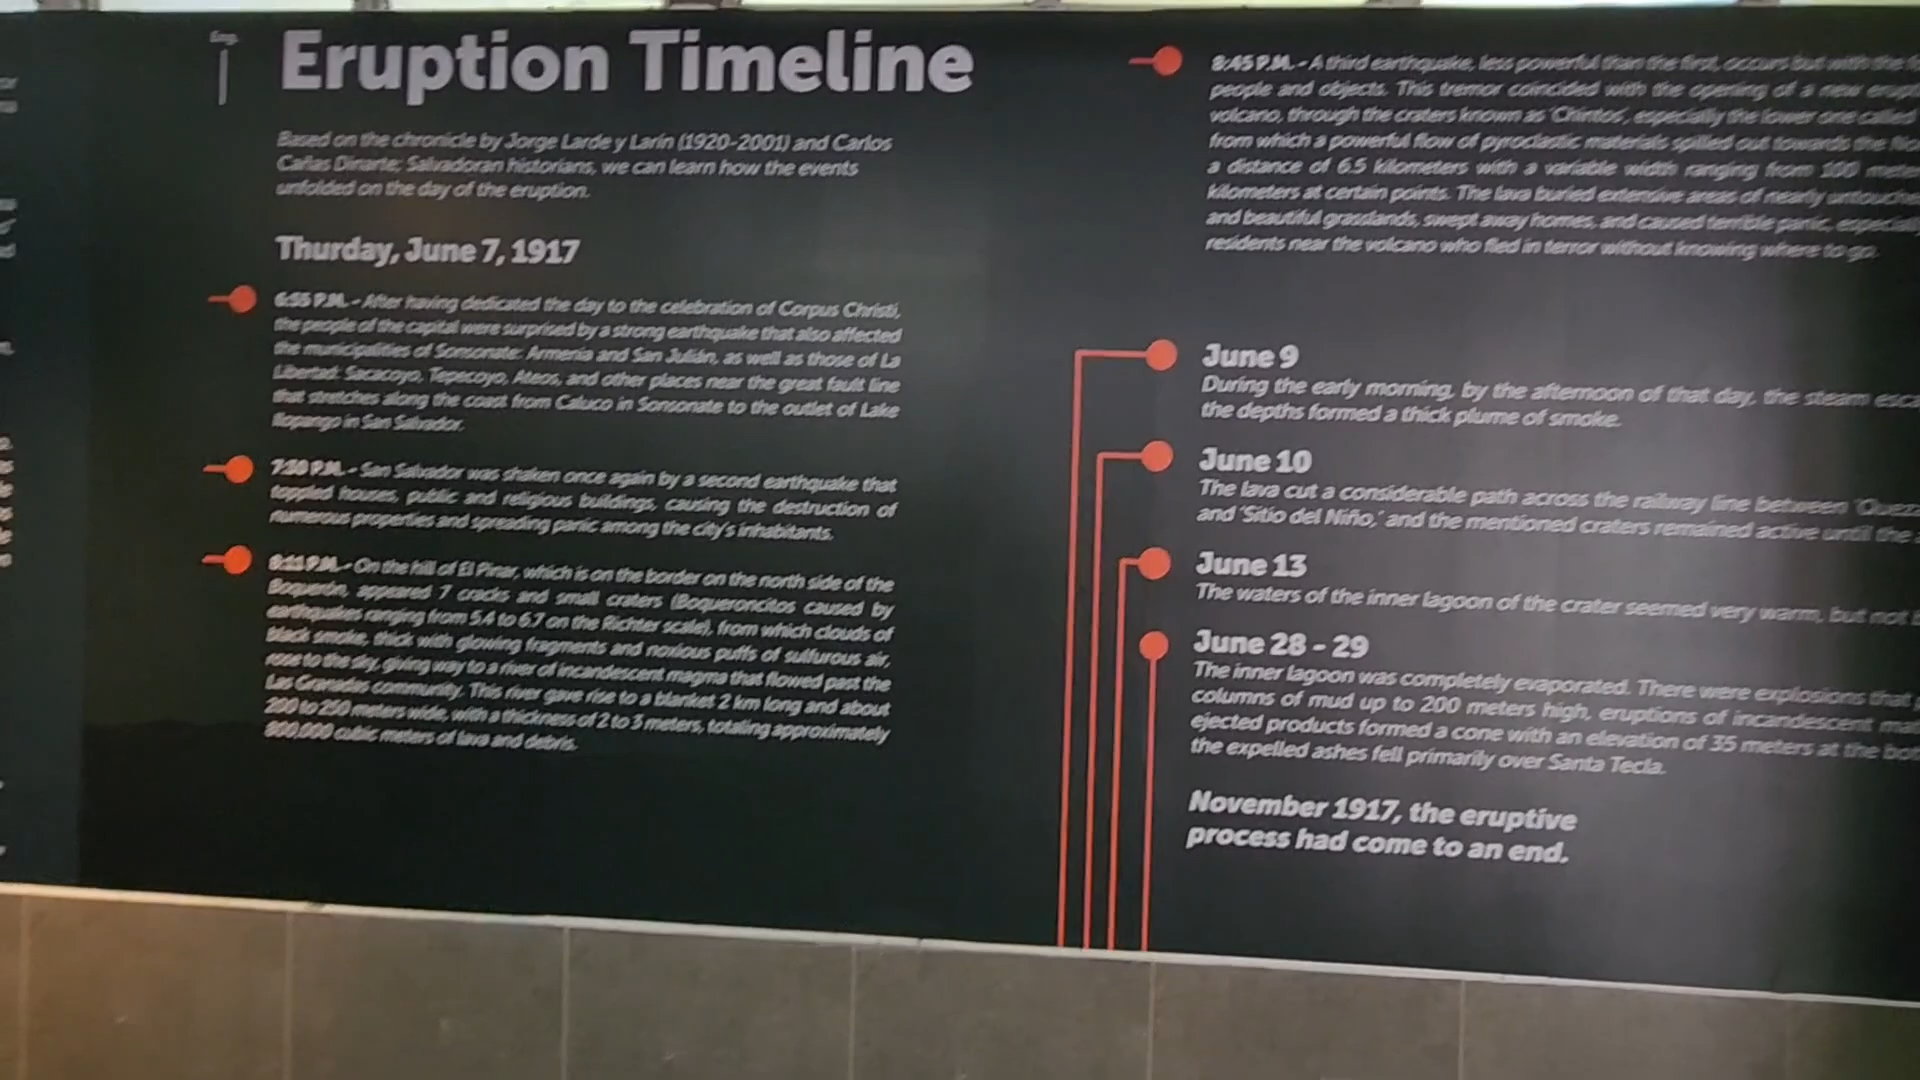 Eng.
Eruption Timeline
Based on the chronicle by Jorge Larde y Larín (1920-2001) and Carlos
Cañas Dinarte; Salvadoran historians, we can learn how the events
unfolded on the day of the eruption.
Thurday, June 7, 1917
6:55 P.M. - After having dedicated the day to the celebration of Corpus Christi,
the people of the capital were surprised by a strong earthquake that also affected
the municipalities of Sonsonate: Armenia and San Julián, as well as those of La
Libertad: Sacacoyo, Tepecoyo, Ateos, and other places near the great fault line
that stretches along the coast from Caluco in Sonsonate to the outlet of Lake
Ilopango in San Salvador.
7:30 P.M. - San Salvador was shaken once again by a second earthquake that
toppled houses, public and religious buildings, causing the destruction of
numerous properties and spreading panic among the city's inhabitants.
8:11 P.M. - On the hill of El Pinar, which is on the border on the north side of the
Boquerón, appeared 7 cracks and small craters (Boqueroncitos caused by
earthquakes ranging from 5.4 to 6.7 on the Richter scale), from which clouds of
black smoke, thick with glowing fragments and noxious puffs of sulfurous air,
rose to the sky, giving way to a river of incandescent magma that flowed past the
Las Granadas community. This river gave rise to a blanket 2 km long and about
200 to 250 meters wide, with a thickness of 2 to 3 meters, totaling approximately
800,000 cubic meters of lava and debris.
8:45 P.M. - A third earthquake, less powerful than the first, occurs but with the
people and objects. This tremor coincided with the opening of a new
volcano, through the craters known as 'Chintos', especially the lower one called
from which a powerful flow of pyroclastic materials spilled out towards the
a distance of 6.5 kilometers with a variable width ranging from 100
kilometers at certain points. The lava buried extensive areas of nearly
and beautiful grasslands, swept away homes, and caused terrible panic,
residents near the volcano who fled in terror without knowing where to go.
June 9
During the early morning, by the afternoon of that day, the steam
the depths formed a thick plume of smoke.
June 10
The lava cut a considerable path across the railway line between
and 'Sitio del Niño,' and the mentioned craters remained active until the
June 13
The waters of the inner lagoon of the crater seemed very warm, but not
June 28 - 29
The inner lagoon was completely evaporated. There were explosions that
columns of mud up to 200 meters high, eruptions of incandescent
ejected products formed a cone with an elevation of 35 meters at the
the expelled ashes fell primarily over Santa Tecla.
November 1917, the eruptive
process had come to an end.